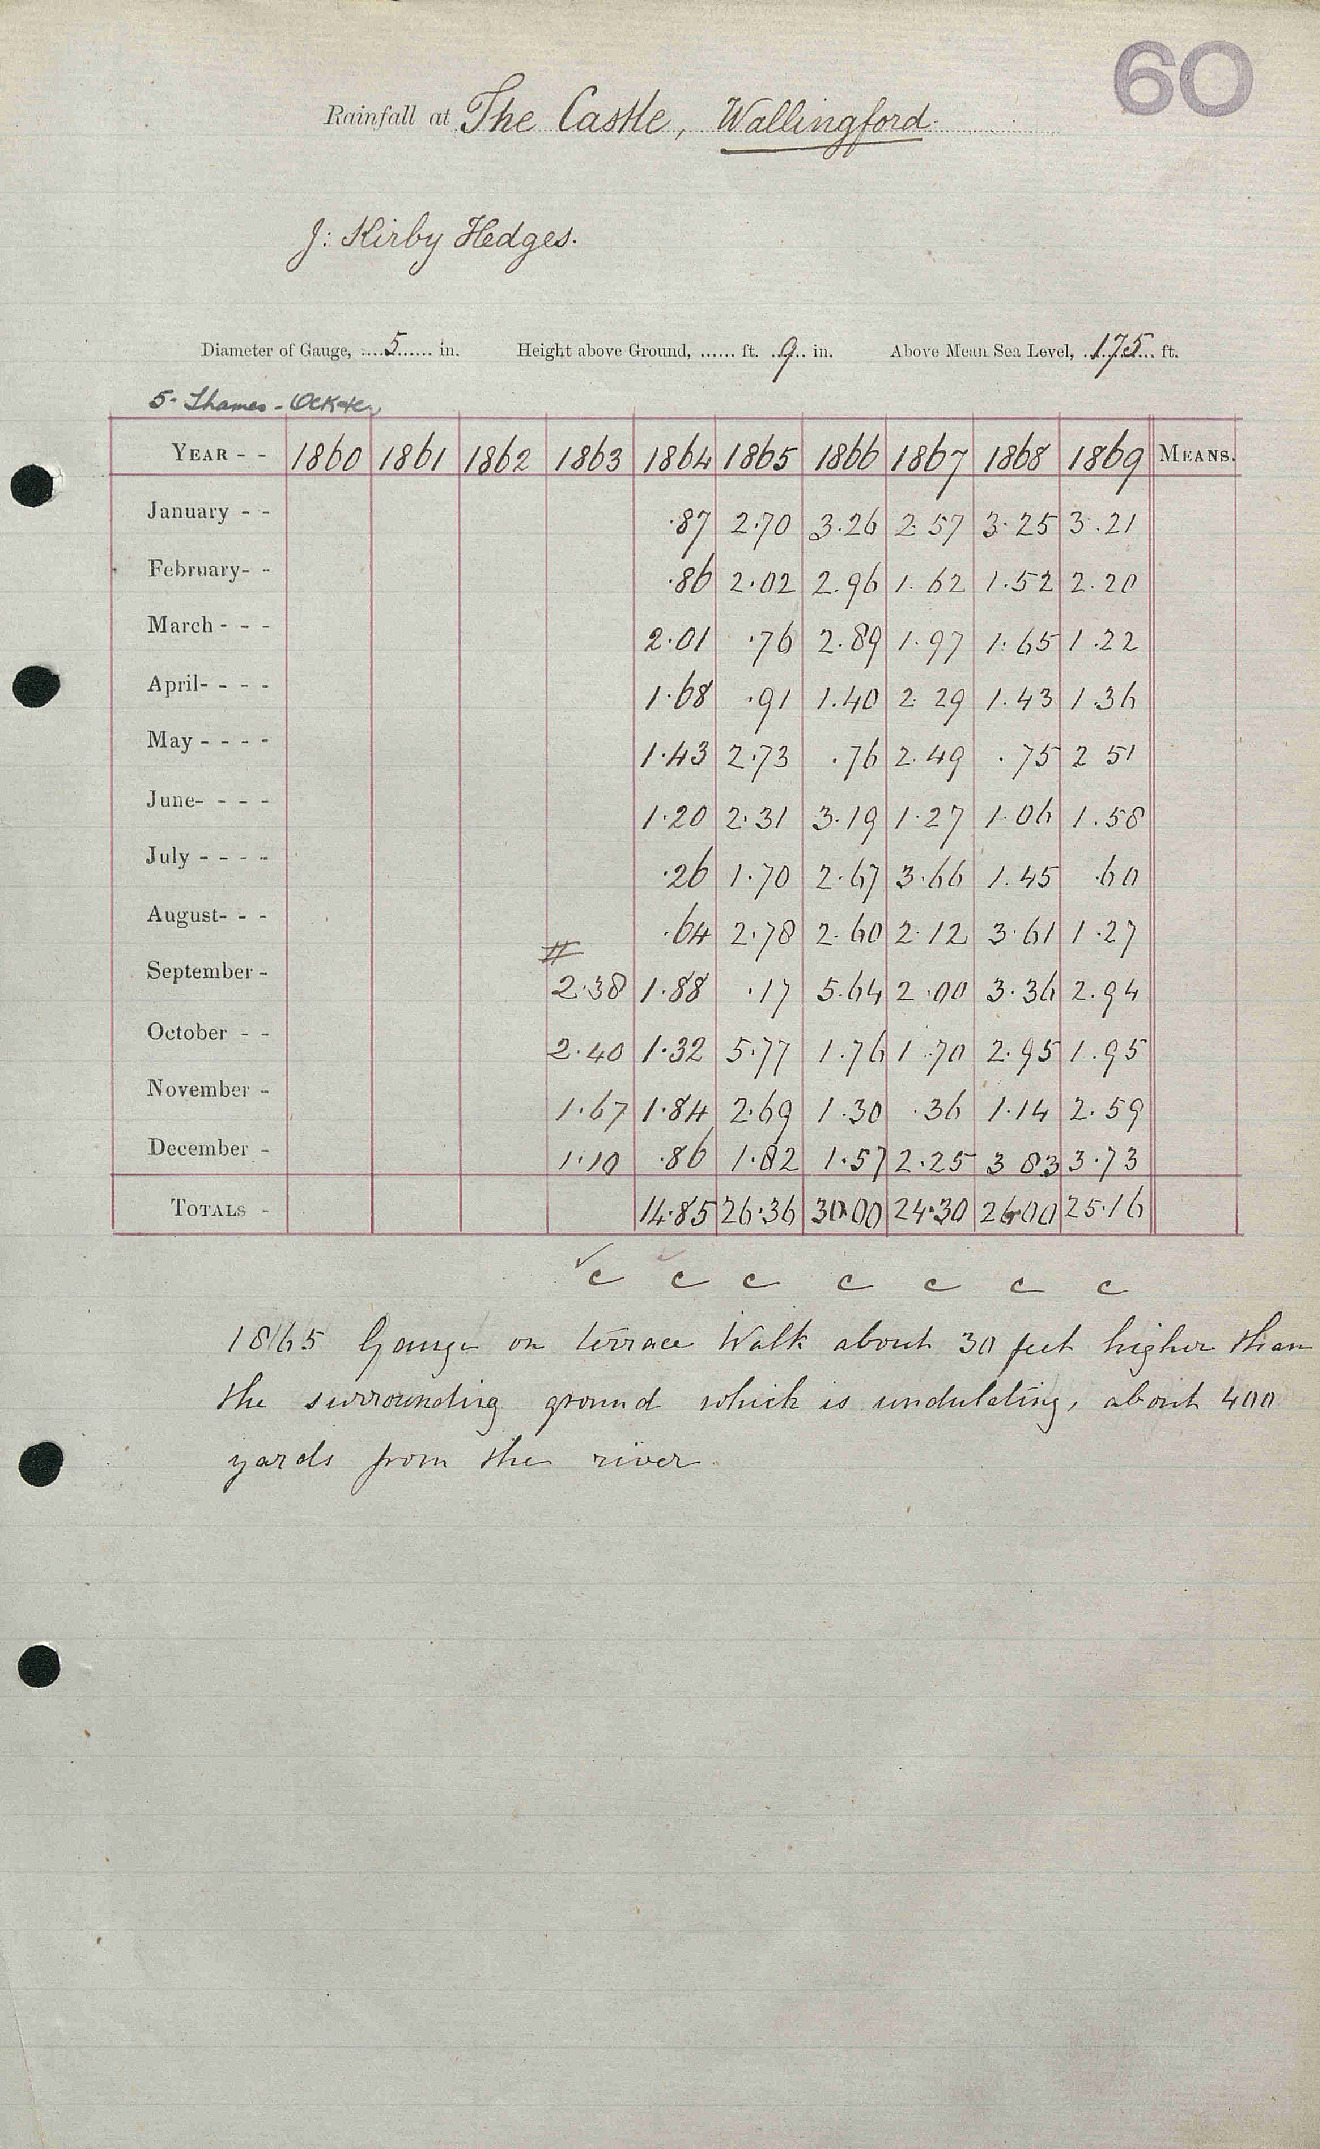 60
Rainfall at The Castle, Wallingford.
J: Kirby Hedges.
Diameter of Gauge, ....5...... in. Height above Ground, ...... ft. ..9.. in. Above Mean Sea Level, ..175... ft.
5. Thames -
YEAR - - 1860 1861 1862 1863 1864 1865 1866 1867 1868 1869 MEANS.
January - - ·87 2·70 3.26 2.57 3.25 3.21
February- - ·86 2.02 2.96 1.62 1.52 2.20
March - - - 2·01 ·76 2.89 1.97 1.65 1.22
April- - - - 1·68 ·91 1.40 2.29 1.43 1 36
May - - - - 1·43 2·73 .76 2.49 .75 2 51
June- - - - 1·20 2·31 3.19 1.27 1.06 1.58
July - - - - ·26 1·70 2.67 3.66 1.45 .60
August- - - ·64 2·78 2.60 2.12 3.61 1.27
#
September - 2.38 1·88 ·17 5.64 2.00 3.36 2.94
October - - 2.40 1·32 5·77 1.76 1.70 2.95 1.95
November - 1.67 1·84 2·69 1.30 .36 1.14 2.59
December - 1.10 ·86 1·82 1.57 2.25 3 83 3.73
TOTALS - 14·85 26·36 30.00 24.30 26.00 25.16
c c c c c c c
1865 Gauge on terrace Walk about 30 feet higher than
the surrounding ground which is undulating, about 400
yards from the river